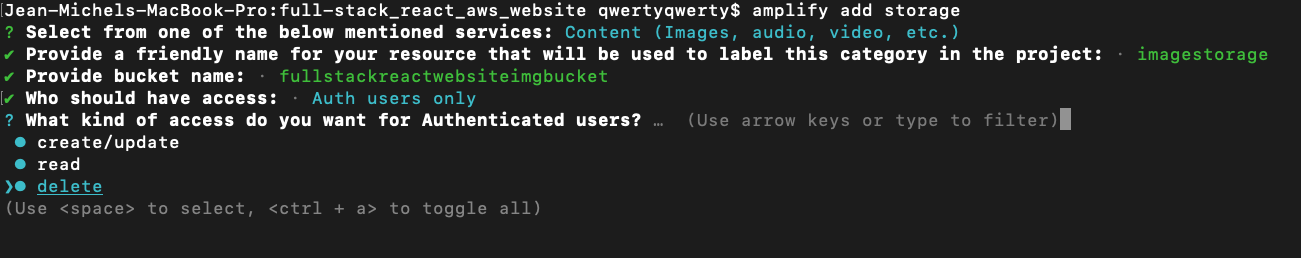 [Jean-Michels-MacBook-Pro:full-stack_react_aws_website qwertyqwerty$ amplify add storage
? Select from one of the below mentioned services: Content (Images, audio, video, etc.)
✔ Provide a friendly name for your resource that will be used to label this category in the project: · imagestorage
✔ Provide bucket name: · fullstackreactwebsiteimgbucket
[✔ Who should have access: · Auth users only
? What kind of access do you want for Authenticated users? … (Use arrow keys or type to filter)
● create/update
● read
❯● delete
(Use <space> to select, <ctrl + a> to toggle all)